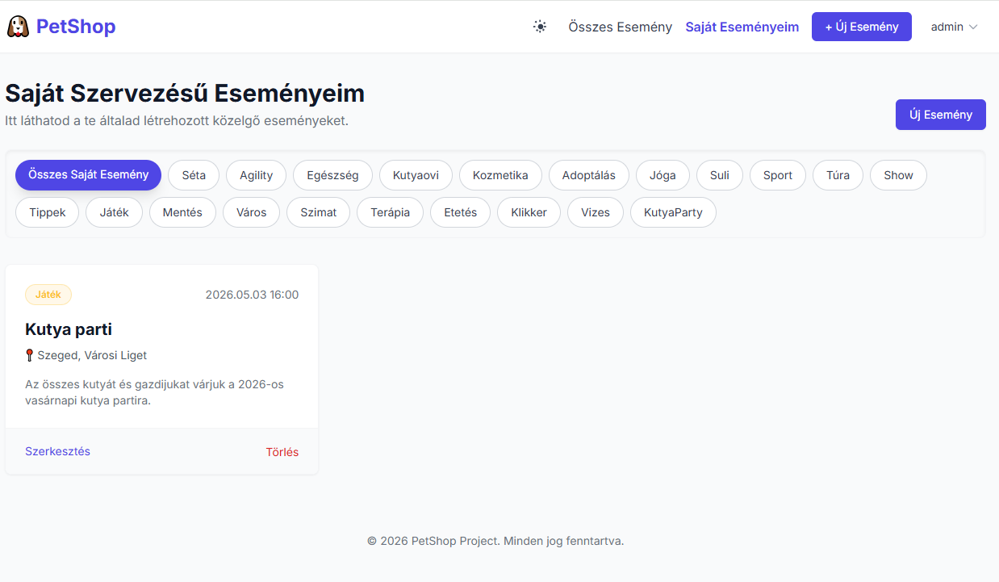 PetShop
Összes Esemény Saját Eseményeim + Új Esemény admin
Saját Szervezésű Eseményeim
Itt láthatod a te általad létrehozott közelgő eseményeket.
Új Esemény
Összes Saját Esemény Séta Agility Egészség Kutyaovi Kozmetika Adoptálás Jóga Suli Sport Túra Show
Tippek Játék Mentés Város Szimat Terápia Etetés Klikker Vizes KutyaParty
Játék 2026.05.03 16:00
Kutya parti
Szeged, Városi Liget
Az összes kutyát és gazdijukat várjuk a 2026-os
vasárnapi kutya partira.
Szerkesztés Törlés
© 2026 PetShop Project. Minden jog fenntartva.